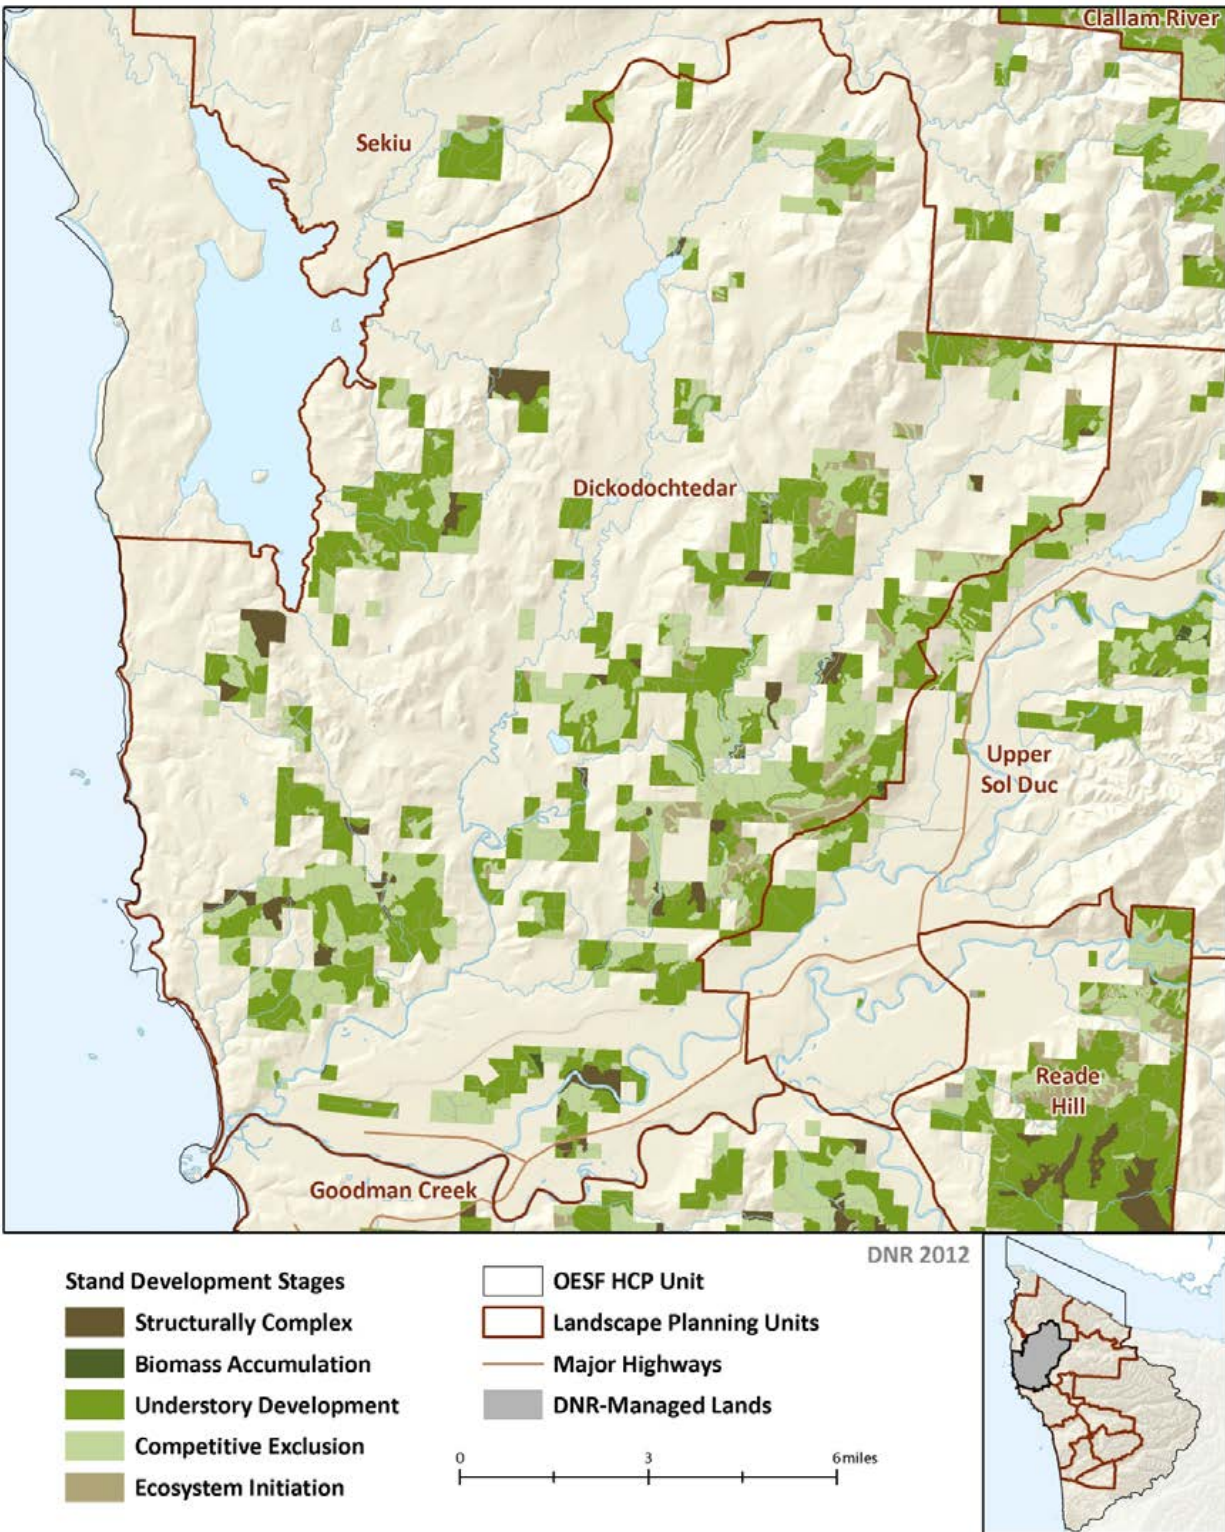 Clallam River
Sekiu
Dickodochtedar
Upper
Sol Duc
Reade
Hill
Goodman Creek
DNR 2012
Stand Development Stages
Structurally Complex
Biomass Accumulation
Understory Development
Competitive Exclusion
Ecosystem Initiation
OESF HCP Unit
Landscape Planning Units
Major Highways
DNR-Managed Lands
0 3 6 miles